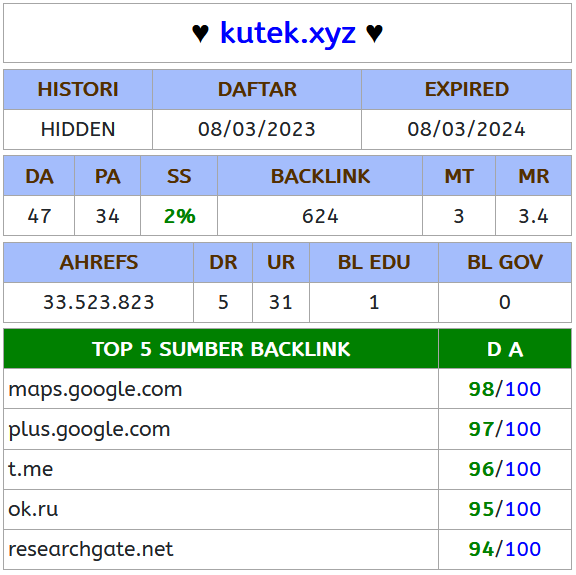 ♥ kutek.xyz ♥
HISTORI DAFTAR EXPIRED
HIDDEN 08/03/2023 08/03/2024
DA PA SS BACKLINK MT MR
47 34 2% 624 3 3.4
AHREFS DR UR BL EDU BL GOV
33.523.823 5 31 1 0
TOP 5 SUMBER BACKLINK D A
maps.google.com 98/100
plus.google.com 97/100
t.me 96/100
ok.ru 95/100
researchgate.net 94/100